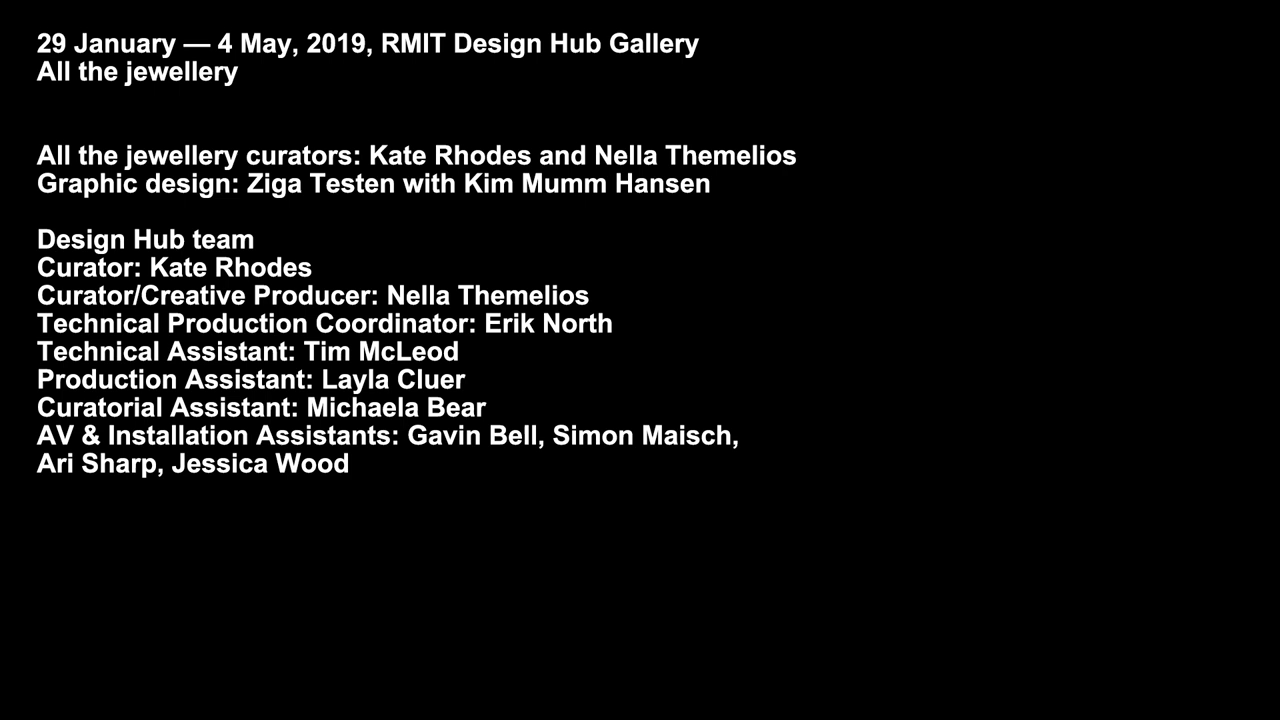 29 January — 4 May, 2019, RMIT Design Hub Gallery
All the jewellery
All the jewellery curators: Kate Rhodes and Nella Themelios
Graphic design: Ziga Testen with Kim Mumm Hansen
Design Hub team
Curator: Kate Rhodes
Curator/Creative Producer: Nella Themelios
Technical Production Coordinator: Erik North
Technical Assistant: Tim McLeod
Production Assistant: Layla Cluer
Curatorial Assistant: Michaela Bear
AV & Installation Assistants: Gavin Bell, Simon Maisch,
Ari Sharp, Jessica Wood